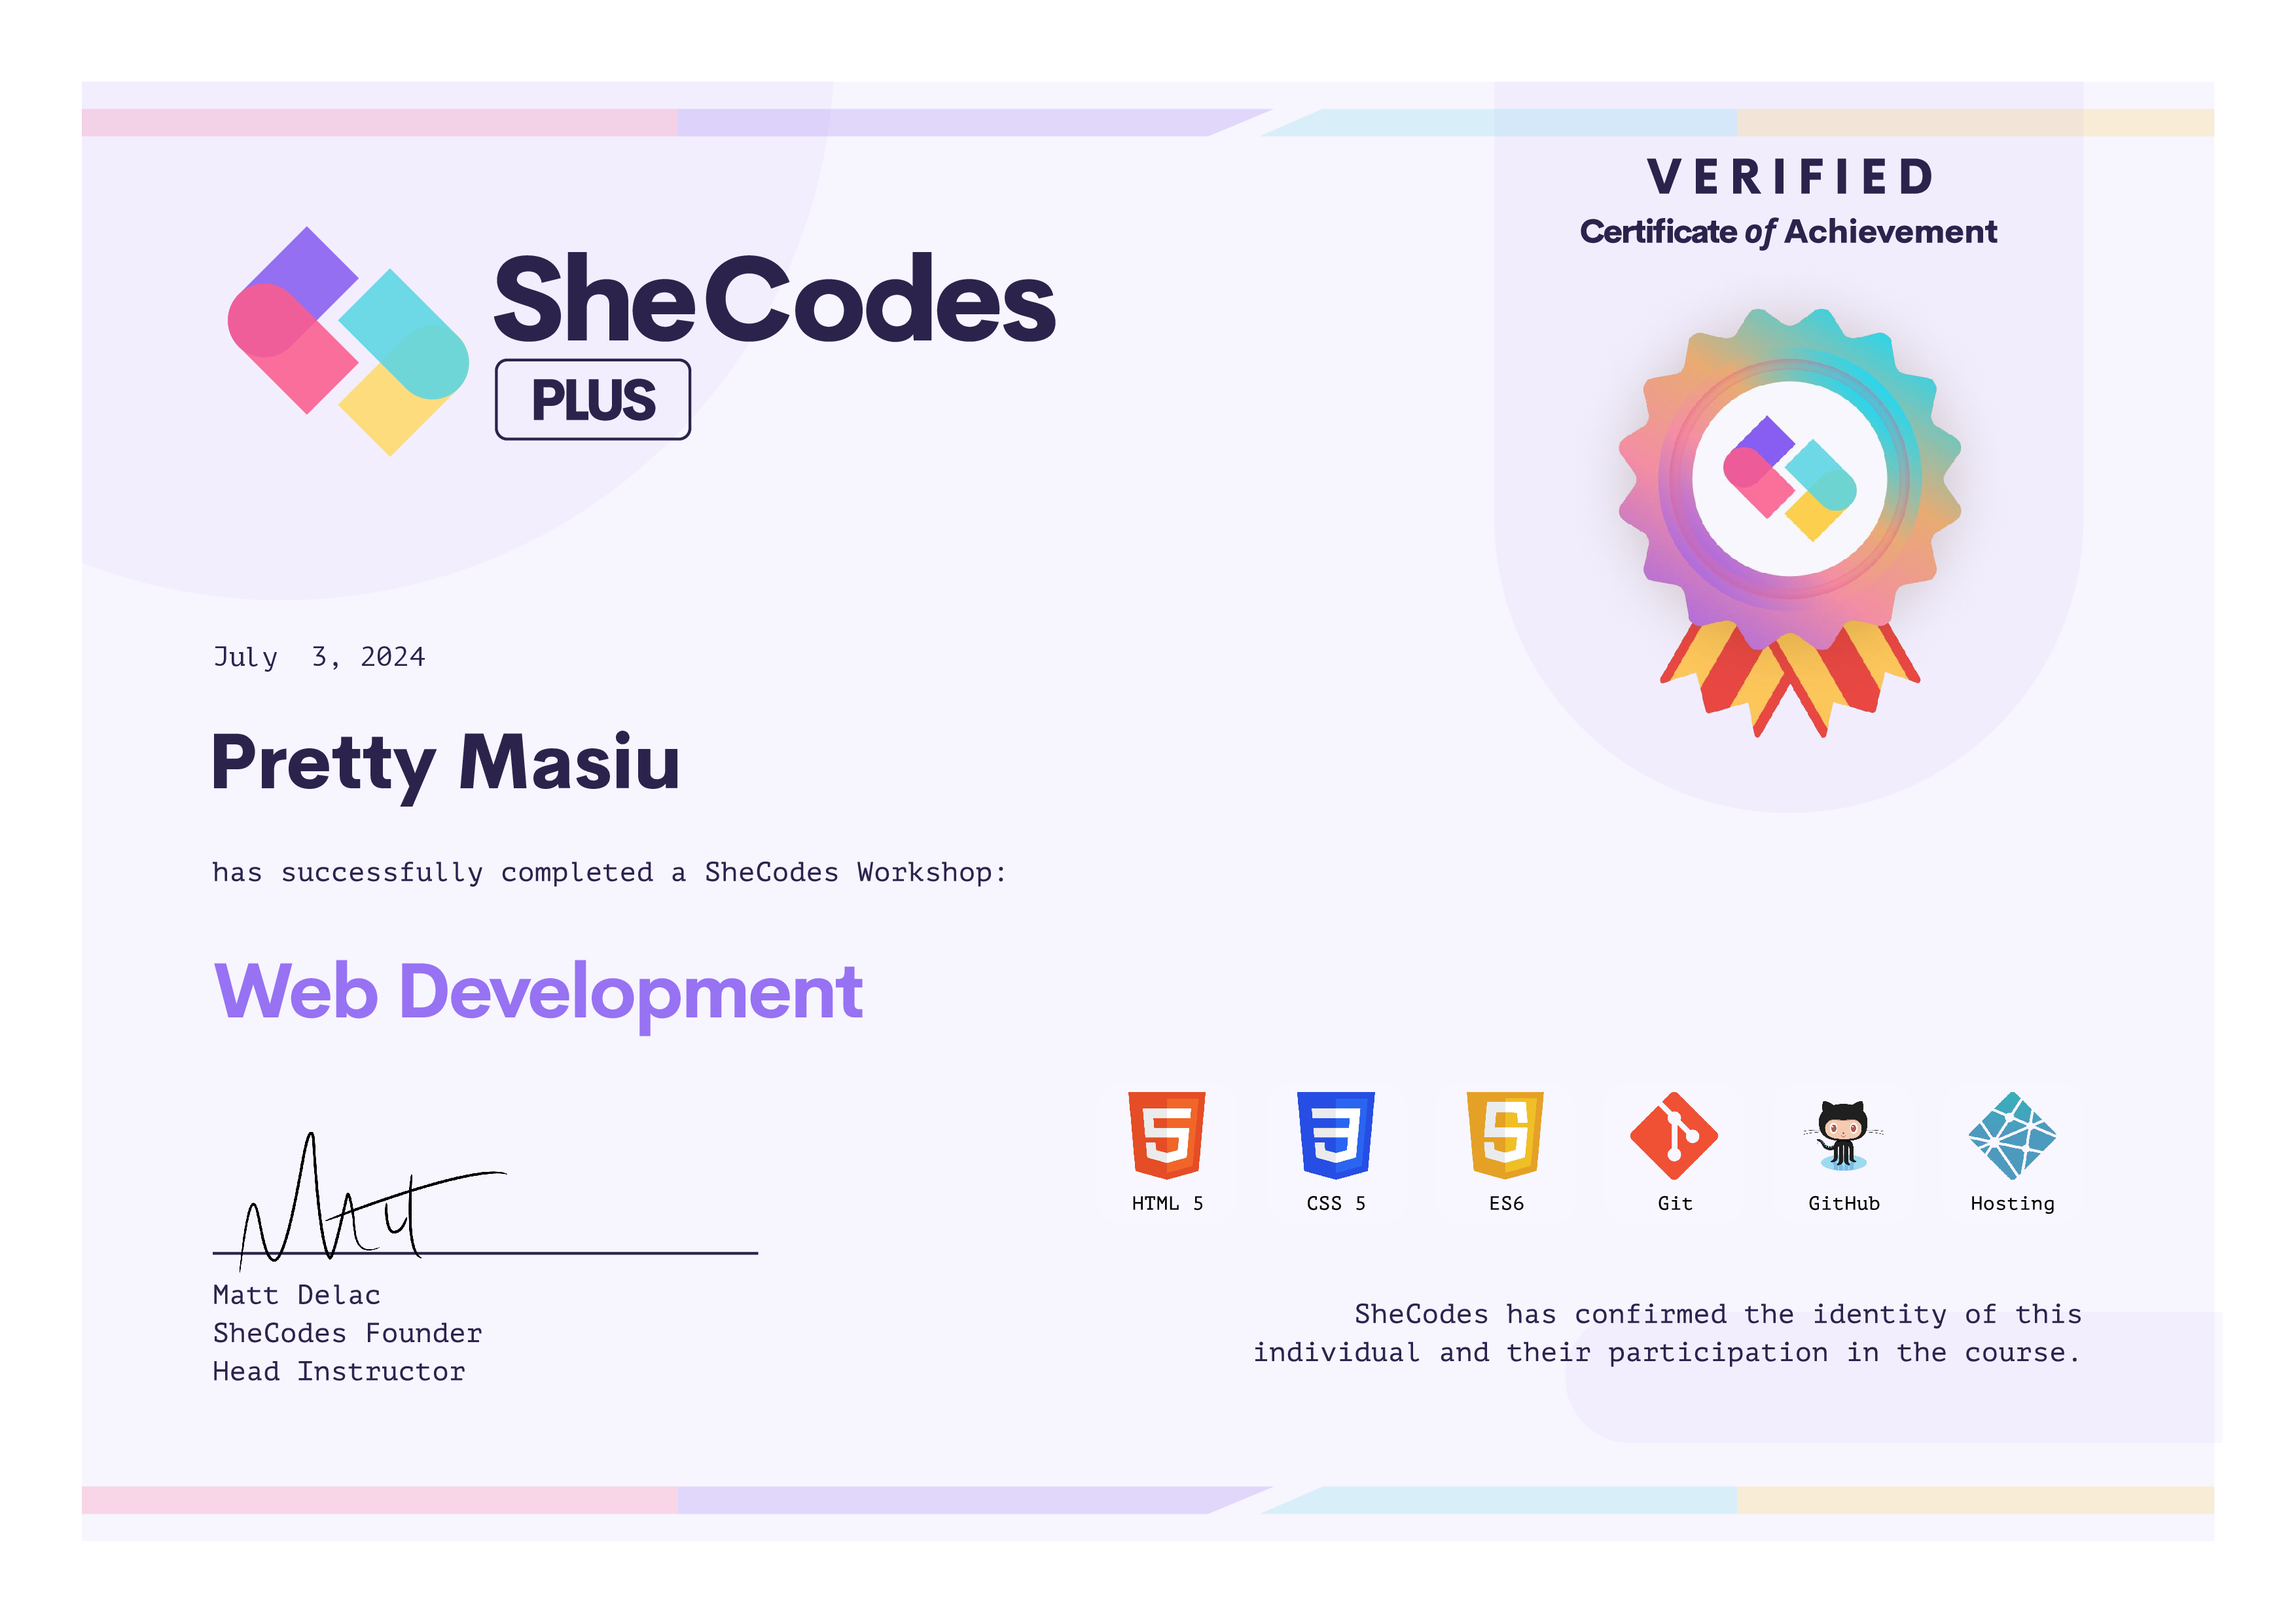 VERIFIED
Certificate of Achievement
SheCodes
PLUS
July 3, 2024
Pretty Masiu
has successfully completed a SheCodes Workshop:
Web Development
HTML 5
CSS 5
ES6
Git
GitHub
Hosting
Matt Delac
SheCodes Founder
Head Instructor
SheCodes has confirmed the identity of this
individual and their participation in the course.